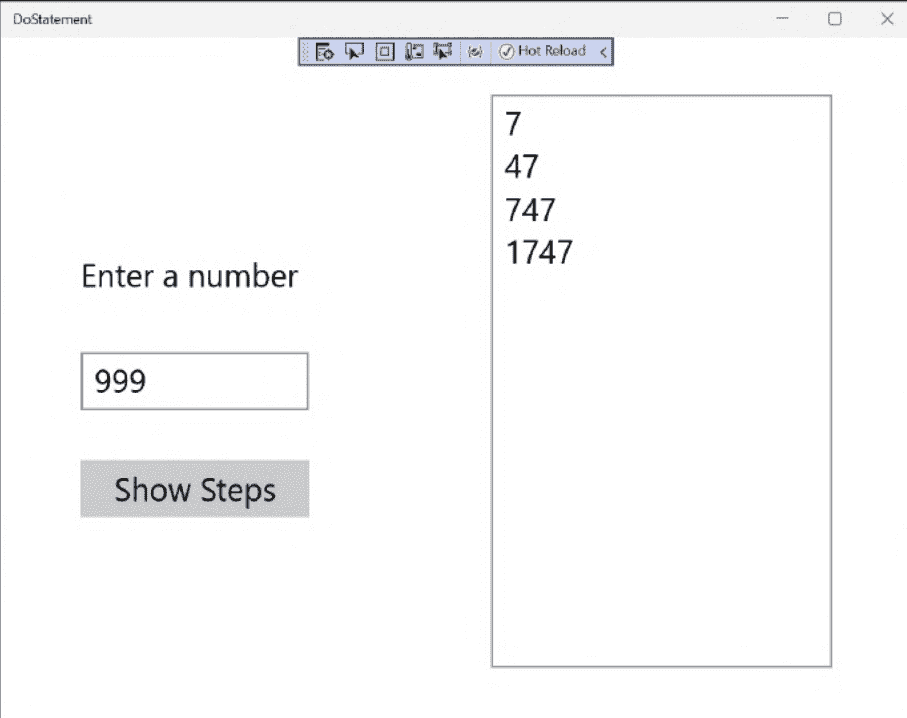 DoStatement
Hot Reload
7
47
747
1747
Enter a number
999
Show Steps